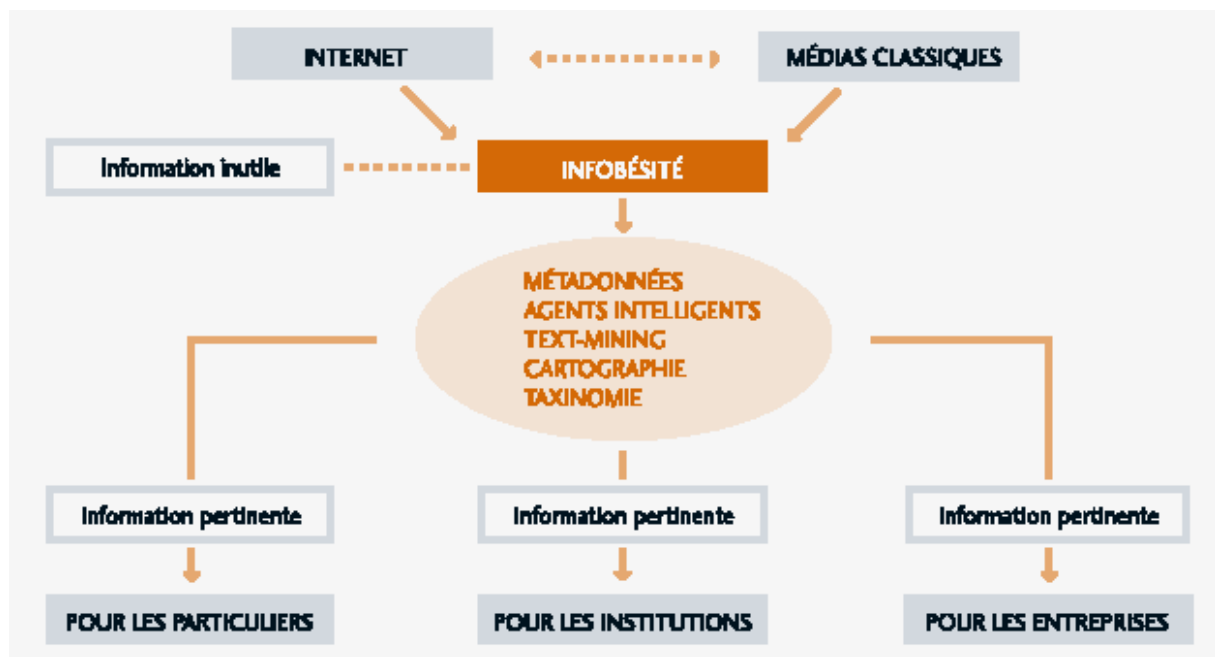 INTERNET
MÉDIAS CLASSIQUES
Information inutile
INFOBÉSITÉ
MÉTADONNÉES
AGENTS INTELLIGENTS
TEXT-MINING
CARTOGRAPHIE
TAXINOMIE
Information pertinente
Information pertinente
Information pertinente
POUR LES PARTICULIERS
POUR LES INSTITUTIONS
POUR LES ENTREPRISES